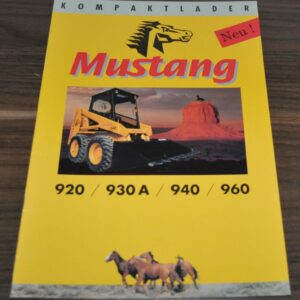 KOMPAKTLADER
Neu!
Mustang
920 / 930 A / 940 / 960